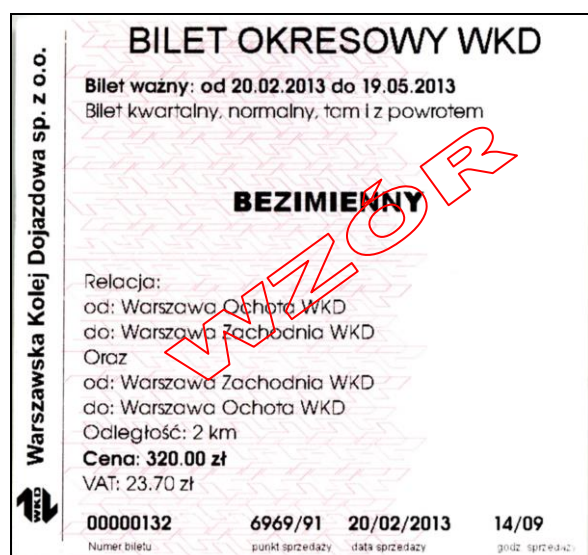 BILET OKRESOWY WKD
Bilet ważny: od 20.02.2013 do 19.05.2013
Bilet kwartalny, normalny, tam i z powrotem
BEZIMIENNY
WZÓR
Relacja:
od: Warszawa Ochota WKD
do: Warszawa Zachodnia WKD
Oraz
od: Warszawa Zachodnia WKD
do: Warszawa Ochota WKD
Odległość: 2 km
Cena: 320.00 zł
VAT: 23.70 zł
00000132 6969/91 20/02/2013 14/09
Numer biletu punkt sprzedaży data sprzedaży godz. sprzedaży
Warszawska Kolej Dojazdowa sp. z o.o.
WKD